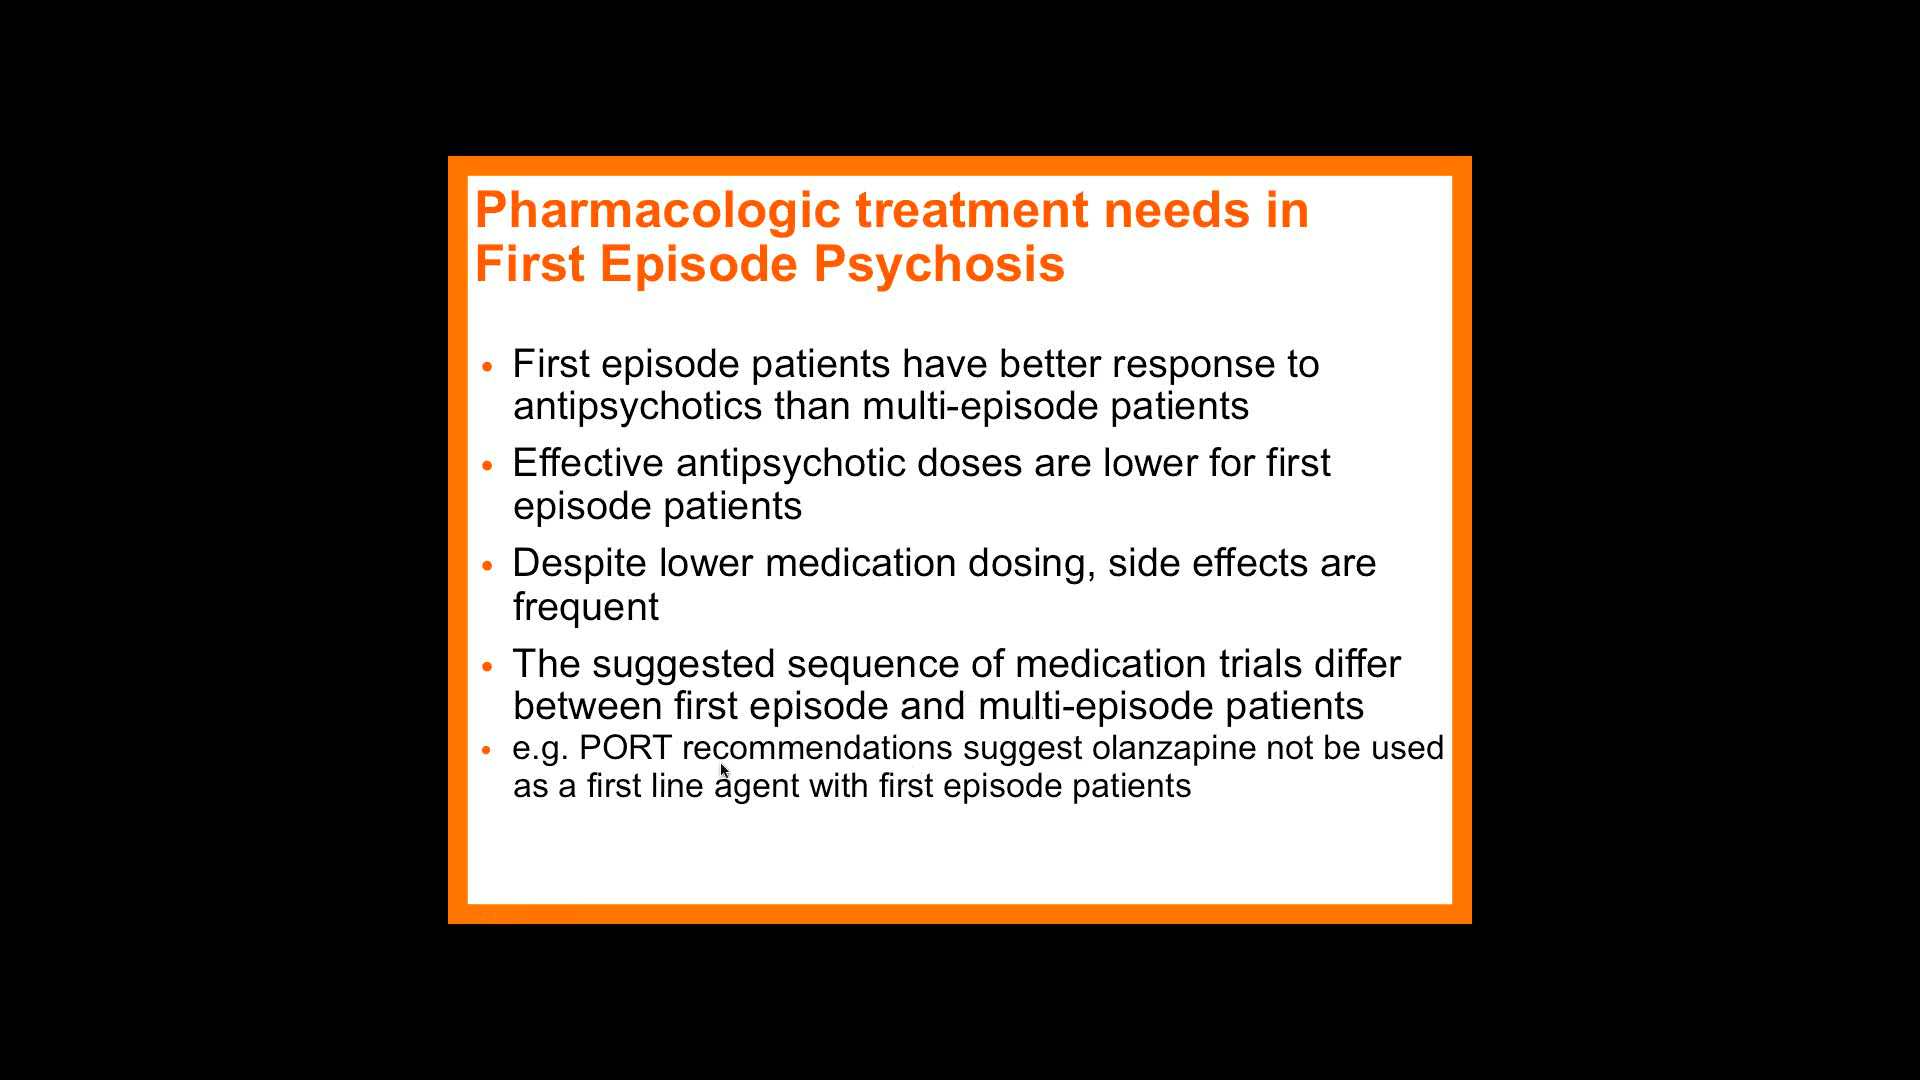 Pharmacologic treatment needs in
First Episode Psychosis
• First episode patients have better response to
antipsychotics than multi-episode patients
• Effective antipsychotic doses are lower for first
episode patients
• Despite lower medication dosing, side effects are
frequent
• The suggested sequence of medication trials differ
between first episode and multi-episode patients
• e.g. PORT recommendations suggest olanzapine not be used
as a first line agent with first episode patients